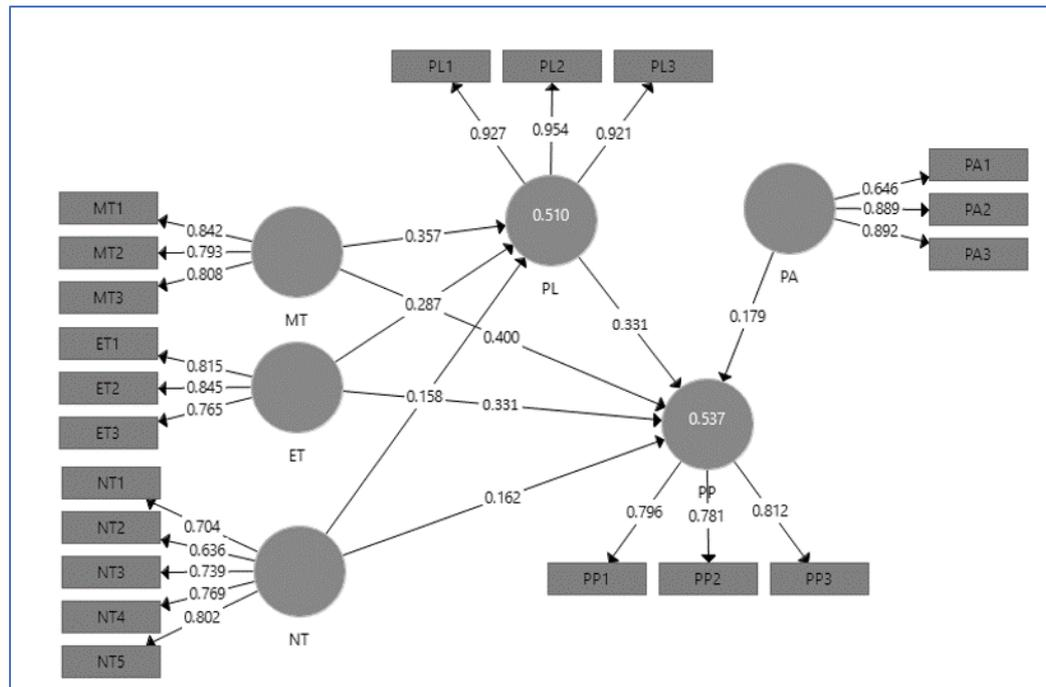 PL1 PL2 PL3
0.927 0.954 0.921
PA1
0.646
PA2
0.889
PA3
0.892
MT1
0.842
MT2
0.793
MT3
0.808
0.510
0.357
PL
PA
MT
0.287
0.331
0.179
0.400
ET1
0.815
ET2
0.845
ET3
0.765
0.158
0.331
0.537
ET
NT1
0.704
NT2
0.636
NT3
0.739
NT4
0.769
NT5
0.802
0.162
PP
0.796 0.781 0.812
PP1 PP2 PP3
NT